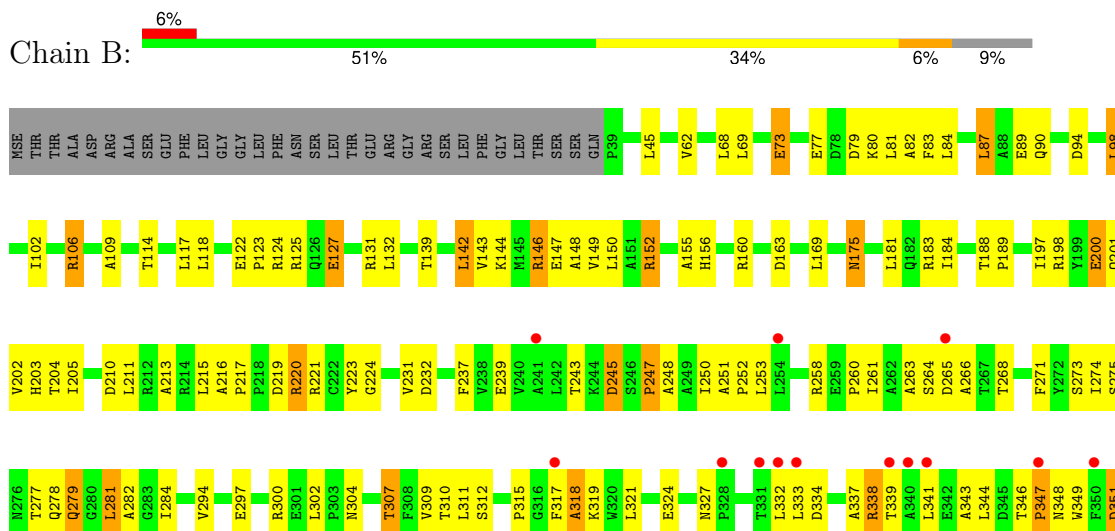 6%
Chain B:
51% 34% 6% 9%
MSE THR THR ALA ASP ARG ALA SER GLU PHE LEU GLY GLY LEU PHE ASN SER LEU THR GLU ARG GLY ARG SER LEU PHE GLY LEU THR SER SER GLN P39 L45 V62 L68 L69 E73 E77 D78 D79 K80 L81 A82 F83 L84 L87 A88 E89 Q90 D94 L98
I102 R106 A109 T114 L117 L118 E122 P123 R124 R125 Q126 E127 R131 L132 T139 L142 V143 K144 M145 R146 E147 A148 V149 L150 A151 R152 A155 H156 R160 D163 L169 N175 L181 Q182 R183 I184 T188 P189 I197 R198 Y199 E200
V202 H203 T204 I205 D210 L211 R212 A213 R214 L215 A216 P217 P218 D219 R220 R221 C222 Y223 G224 V231 D232 F237 V238 E239 V240 A241 L242 T243 K244 D245 S246 P247 A248 A249 I250 A251 P252 L253 L254 R258 E259 P260 I261 A262 A263 S264 D265 A266 T267 T268 F271 Y272 S273 I274
N276 T277 Q278 Q279 G280 L281 A282 G283 I284 V294 E297 R300 E301 L302 P303 N304 T307 F308 V309 T310 L311 S312 P315 G316 F317 A318 K319 W320 L321 E324 N327 P328 T331 L332 L333 D334 A337 R338 T339 A340 L341 E342 A343 L344 D345 T346 P347 N348 W349 F350